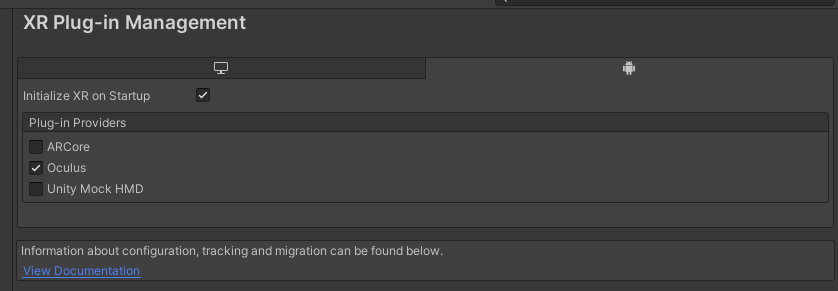 XR Plug-in Management
Initialize XR on Startup
Plug-in Providers
ARCore
Oculus
Unity Mock HMD
Information about configuration, tracking and migration can be found below.
View Documentation